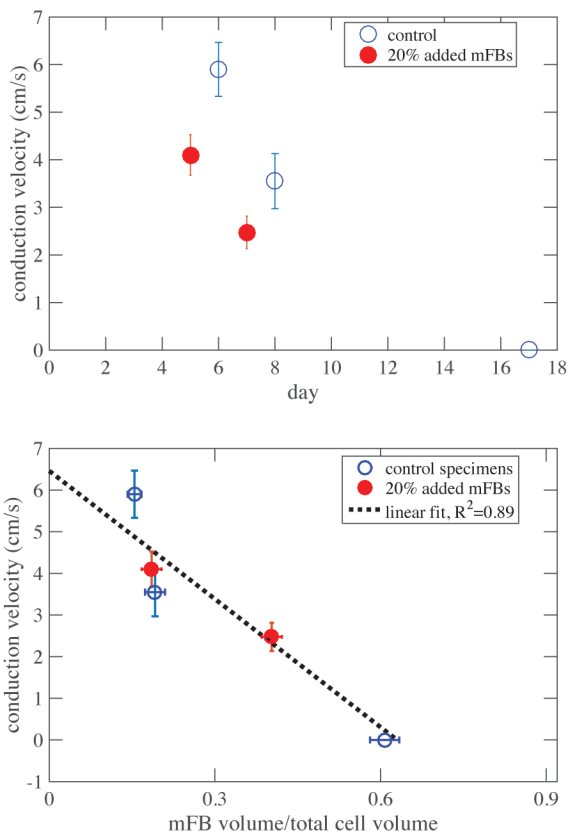 7
6
5
4
3
2
1
0
conduction velocity (cm/s)
control
20% added mFBs
0 2 4 6 8 10 12 14 16 18
day
7
6
5
4
3
2
1
0
-1
conduction velocity (cm/s)
control specimens
20% added mFBs
linear fit, R²=0.89
0 0.3 0.6 0.9
mFB volume/total cell volume